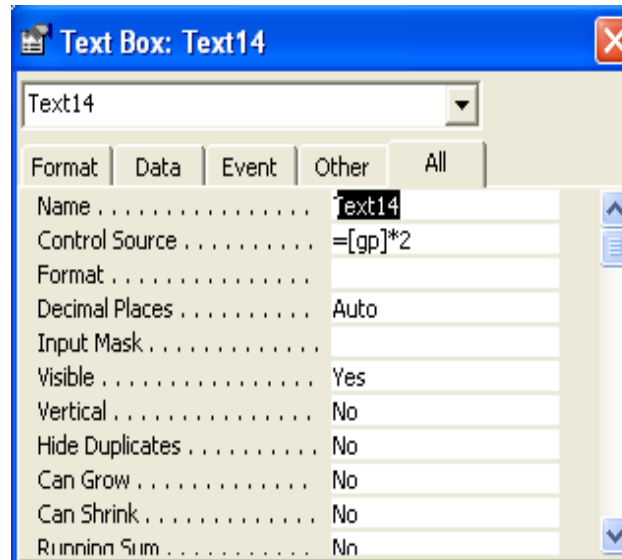 Text Box: Text14
Text14
Format Data Event Other All
Name . . . . . . . . . . . . . . . . Text14
Control Source . . . . . . . . . . =[gp]*2
Format . . . . . . . . . . . . . . .
Decimal Places . . . . . . . . . . Auto
Input Mask . . . . . . . . . . . . .
Visible . . . . . . . . . . . . . . . . Yes
Vertical . . . . . . . . . . . . . . . No
Hide Duplicates . . . . . . . . . . No
Can Grow . . . . . . . . . . . . . No
Can Shrink . . . . . . . . . . . . . No
Running Sum . . . . . . . . . . . No